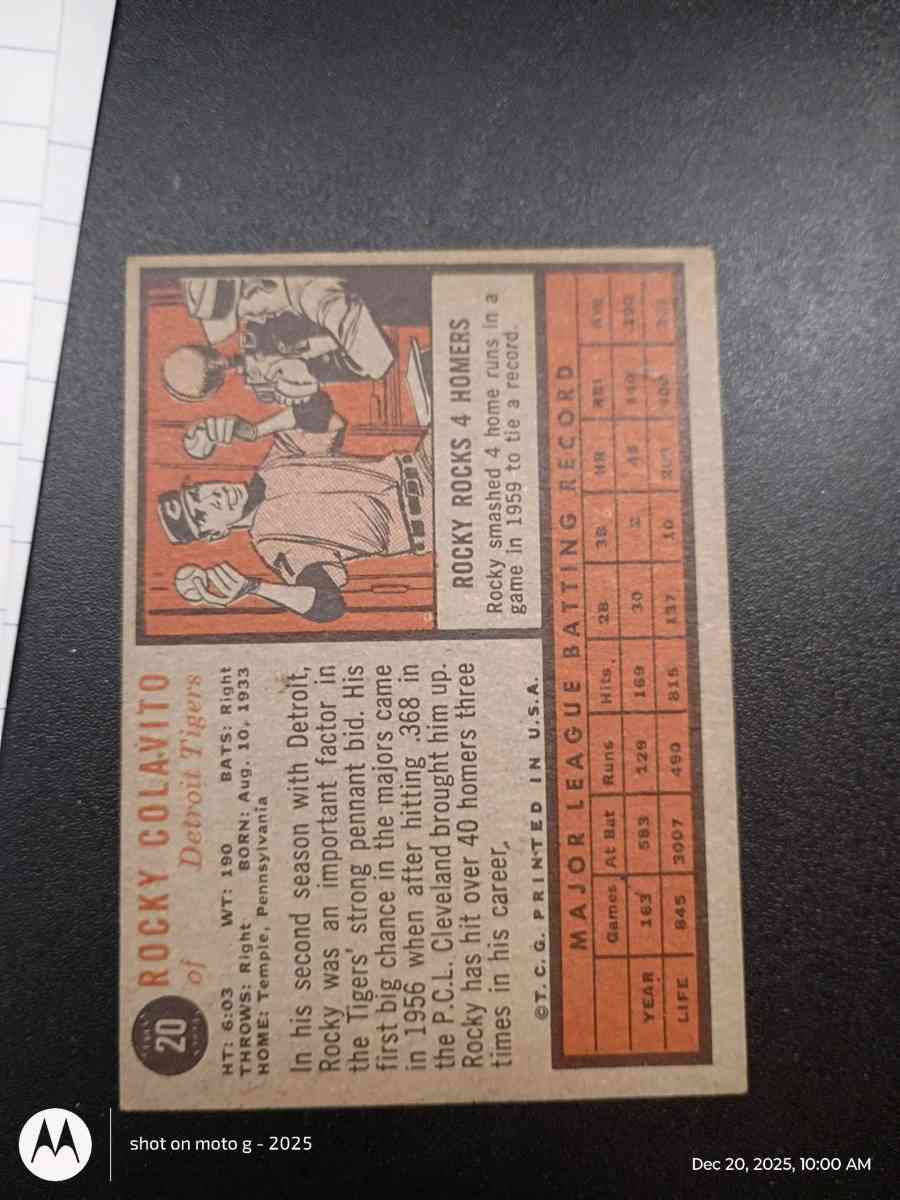 20
ROCKY COLAVITO
of Detroit Tigers
HT: 6:03 WT: 190 BATS: Right
THROWS: Right BORN: Aug. 10, 1933
HOME: Temple, Pennsylvania
In his second season with Detroit,
Rocky was an important factor in
the Tigers' strong pennant bid. His
first big chance in the majors came
in 1956 when after hitting .368 in
the P.C.L. Cleveland brought him up.
Rocky has hit over 40 homers three
times in his career.
©T. C. G. PRINTED IN U.S.A.
C
7
ROCKY ROCKS 4 HOMERS
Rocky smashed 4 home runs in a
game in 1959 to tie a record.
MAJOR LEAGUE BATTING RECORD
Games At Bat Runs Hits 2B 3B HR RBI
YEAR 163 583 129 169 30 2 45 140 .290
LIFE 845 3007 490 815 137 10
shot on moto g - 2025
Dec 20, 2025, 10:00 AM